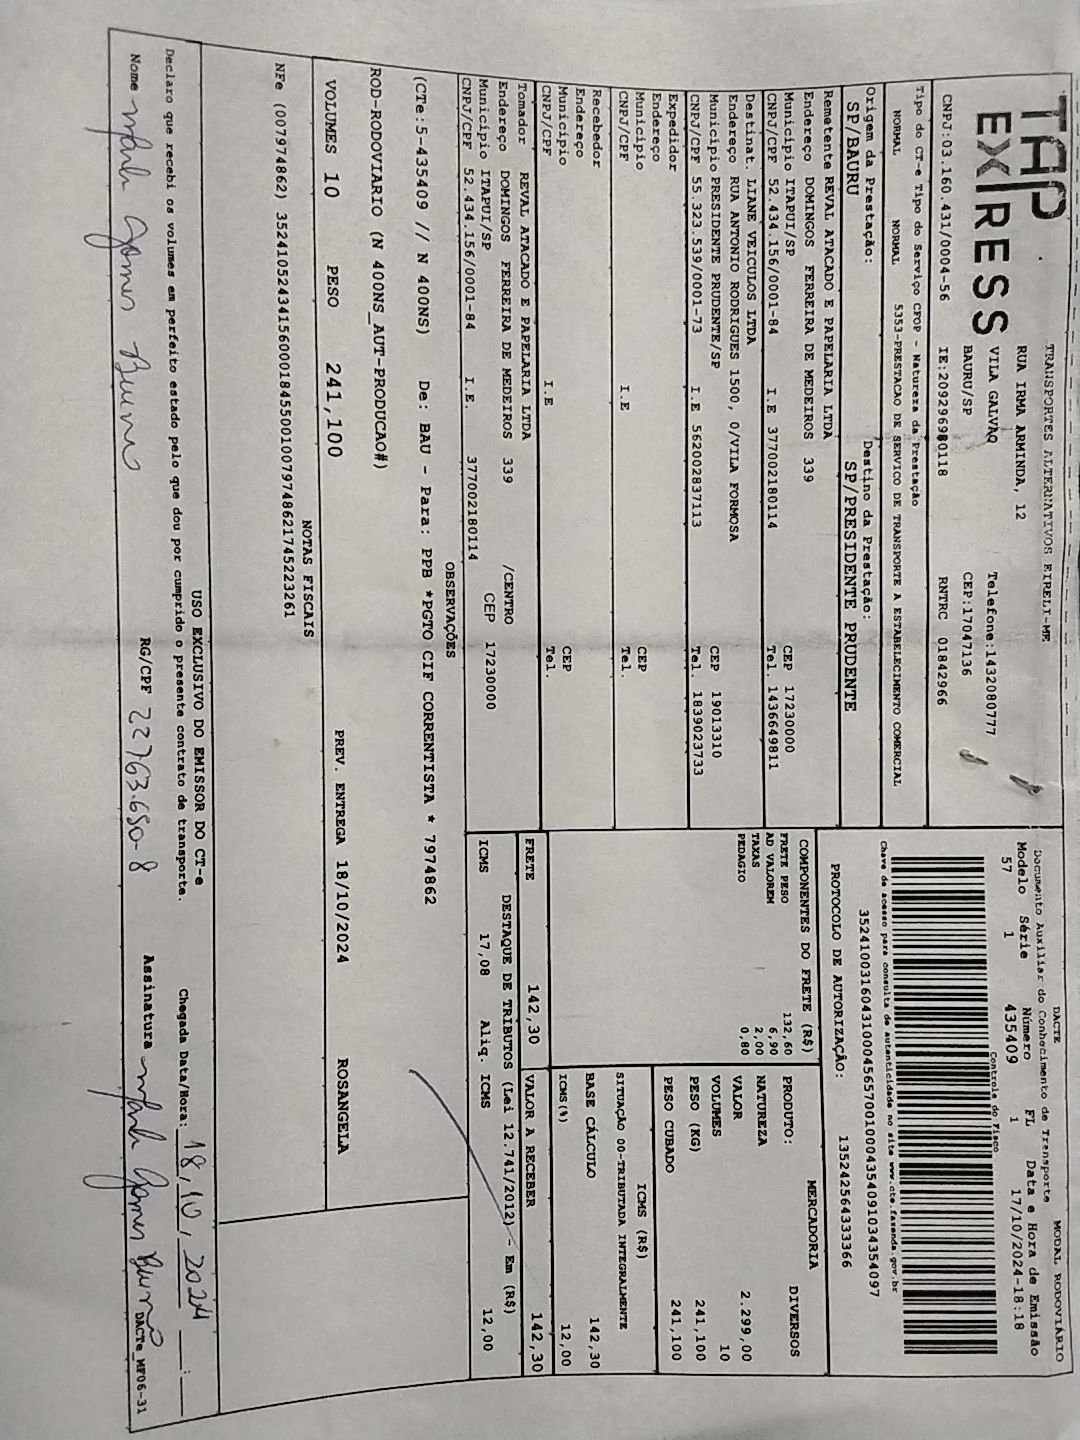 TAP
EXPRESS
TRANSPORTES ALTERNATIVOS EIRELI-ME
RUA IRMA ARMINDA, 12
VILA GALVAO
BAURU/SP
Telefone:1432080777
CEP:17047136
CNPJ:03.160.431/0004-56 IE:209296980118 RNTRC 01842966
Tipo do CT-e Tipo do Serviço CFOP - Natureza da Prestação
NORMAL NORMAL 5353-PRESTACAO DE SERVICO DE TRANSPORTE A ESTABELECIMENTO COMERCIAL
Origem da Prestação: Destino da Prestação:
SP/BAURU SP/PRESIDENTE PRUDENTE
Remetente REVAL ATACADO E PAPELARIA LTDA
Endereço DOMINGOS FERREIRA DE MEDEIROS 339
Município ITAPUI/SP CEP 17230000
CNPJ/CPF 52.434.156/0001-84 I.E 377002180114 Tel. 1436649811
Destinat. LIANE VEICULOS LTDA
Endereço RUA ANTONIO RODRIGUES 1500, 0/VILA FORMOSA
Município PRESIDENTE PRUDENTE/SP CEP 19013310
CNPJ/CPF 55.323.539/0001-73 I.E 562002837113 Tel. 1839023733
Expedidor
Endereço
Município CEP
CNPJ/CPF I.E Tel.
Recebedor
Endereço
Município CEP
CNPJ/CPF I.E Tel.
Tomador REVAL ATACADO E PAPELARIA LTDA
Endereço DOMINGOS FERREIRA DE MEDEIROS 339 /CENTRO
Município ITAPUI/SP CEP 17230000
CNPJ/CPF 52.434.156/0001-84 I.E. 377002180114
DACTE MODAL RODOVIÁRIO
Documento Auxiliar do Conhecimento de Transporte
Modelo Série Número FL Data e Hora de Emissão
57 1 435409 1 17/10/2024-18:18
Controle do Fisco
Chave de acesso para consulta de autenticidade no site www.cte.fazenda.gov.br
35241003160431000456570010004354091034354097
PROTOCOLO DE AUTORIZAÇÃO: 135242564333366
COMPONENTES DO FRETE (R$)
FRETE PESO 132,60
AD VALOREM 6,90
TAXAS 2,00
PEDAGIO 0,80
MERCADORIA
PRODUTO: DIVERSOS
NATUREZA
VALOR 2.299,00
VOLUMES 10
PESO (KG) 241,100
PESO CUBADO 241,100
ICMS (R$)
SITUAÇÃO 00-TRIBUTADA INTEGRALMENTE
BASE CÁLCULO 142,30
ICMS(%) 12,00
FRETE 142,30 VALOR A RECEBER 142,30
DESTAQUE DE TRIBUTOS (Lei 12.741/2012) - Em (R$)
ICMS 17,08 Aliq. ICMS 12,00
OBSERVAÇÕES
(CTe:5-435409 // N 400NS) De: BAU - Para: PPB *PGTO CIF CORRENTISTA * 7974862
ROD-RODOVIARIO (N 400NS_AUT-PRODUCAO#)
VOLUMES 10 PESO 241,100 PREV. ENTREGA 18/10/2024 ROSANGELA
NOTAS FISCAIS
NFe (007974862) 35241052434156000184550010079748621745223261
USO EXCLUSIVO DO EMISSOR DO CT-e
Declaro que recebi os volumes em perfeito estado pelo que dou por cumprido o presente contrato de transporte. Chegada Data/Hora: 18/10/2024 :
Nome Gomes Bueno RG/CPF 22763.650-8 Assinatura Gomes Bueno
DACTe_MF06-31